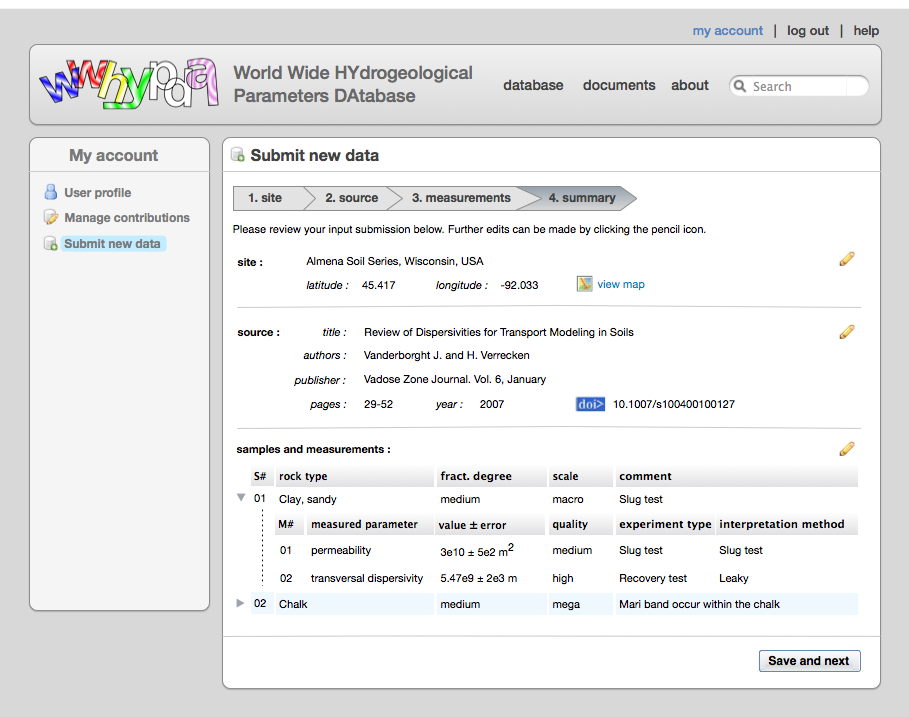 my account | log out | help
wwhypda
World Wide HYdrogeological
Parameters DAtabase
database documents about Search
My account
User profile
Manage contributions
Submit new data
Submit new data
1. site 2. source 3. measurements 4. summary
Please review your input submission below. Further edits can be made by clicking the pencil icon.
site : Almena Soil Series, Wisconsin, USA
latitude : 45.417 longitude : -92.033 view map
source : title : Review of Dispersivities for Transport Modeling in Soils
authors : Vanderborght J. and H. Verrecken
publisher : Vadose Zone Journal. Vol. 6, January
pages : 29-52 year : 2007 doi> 10.1007/s100400100127
samples and measurements :
S# rock type fract. degree scale comment
01 Clay, sandy medium macro Slug test
M# measured parameter value ± error quality experiment type interpretation method
01 permeability 3e10 ± 5e2 m² medium Slug test Slug test
02 transversal dispersivity 5.47e9 ± 2e3 m high Recovery test Leaky
02 Chalk medium mega Mari band occur within the chalk
Save and next